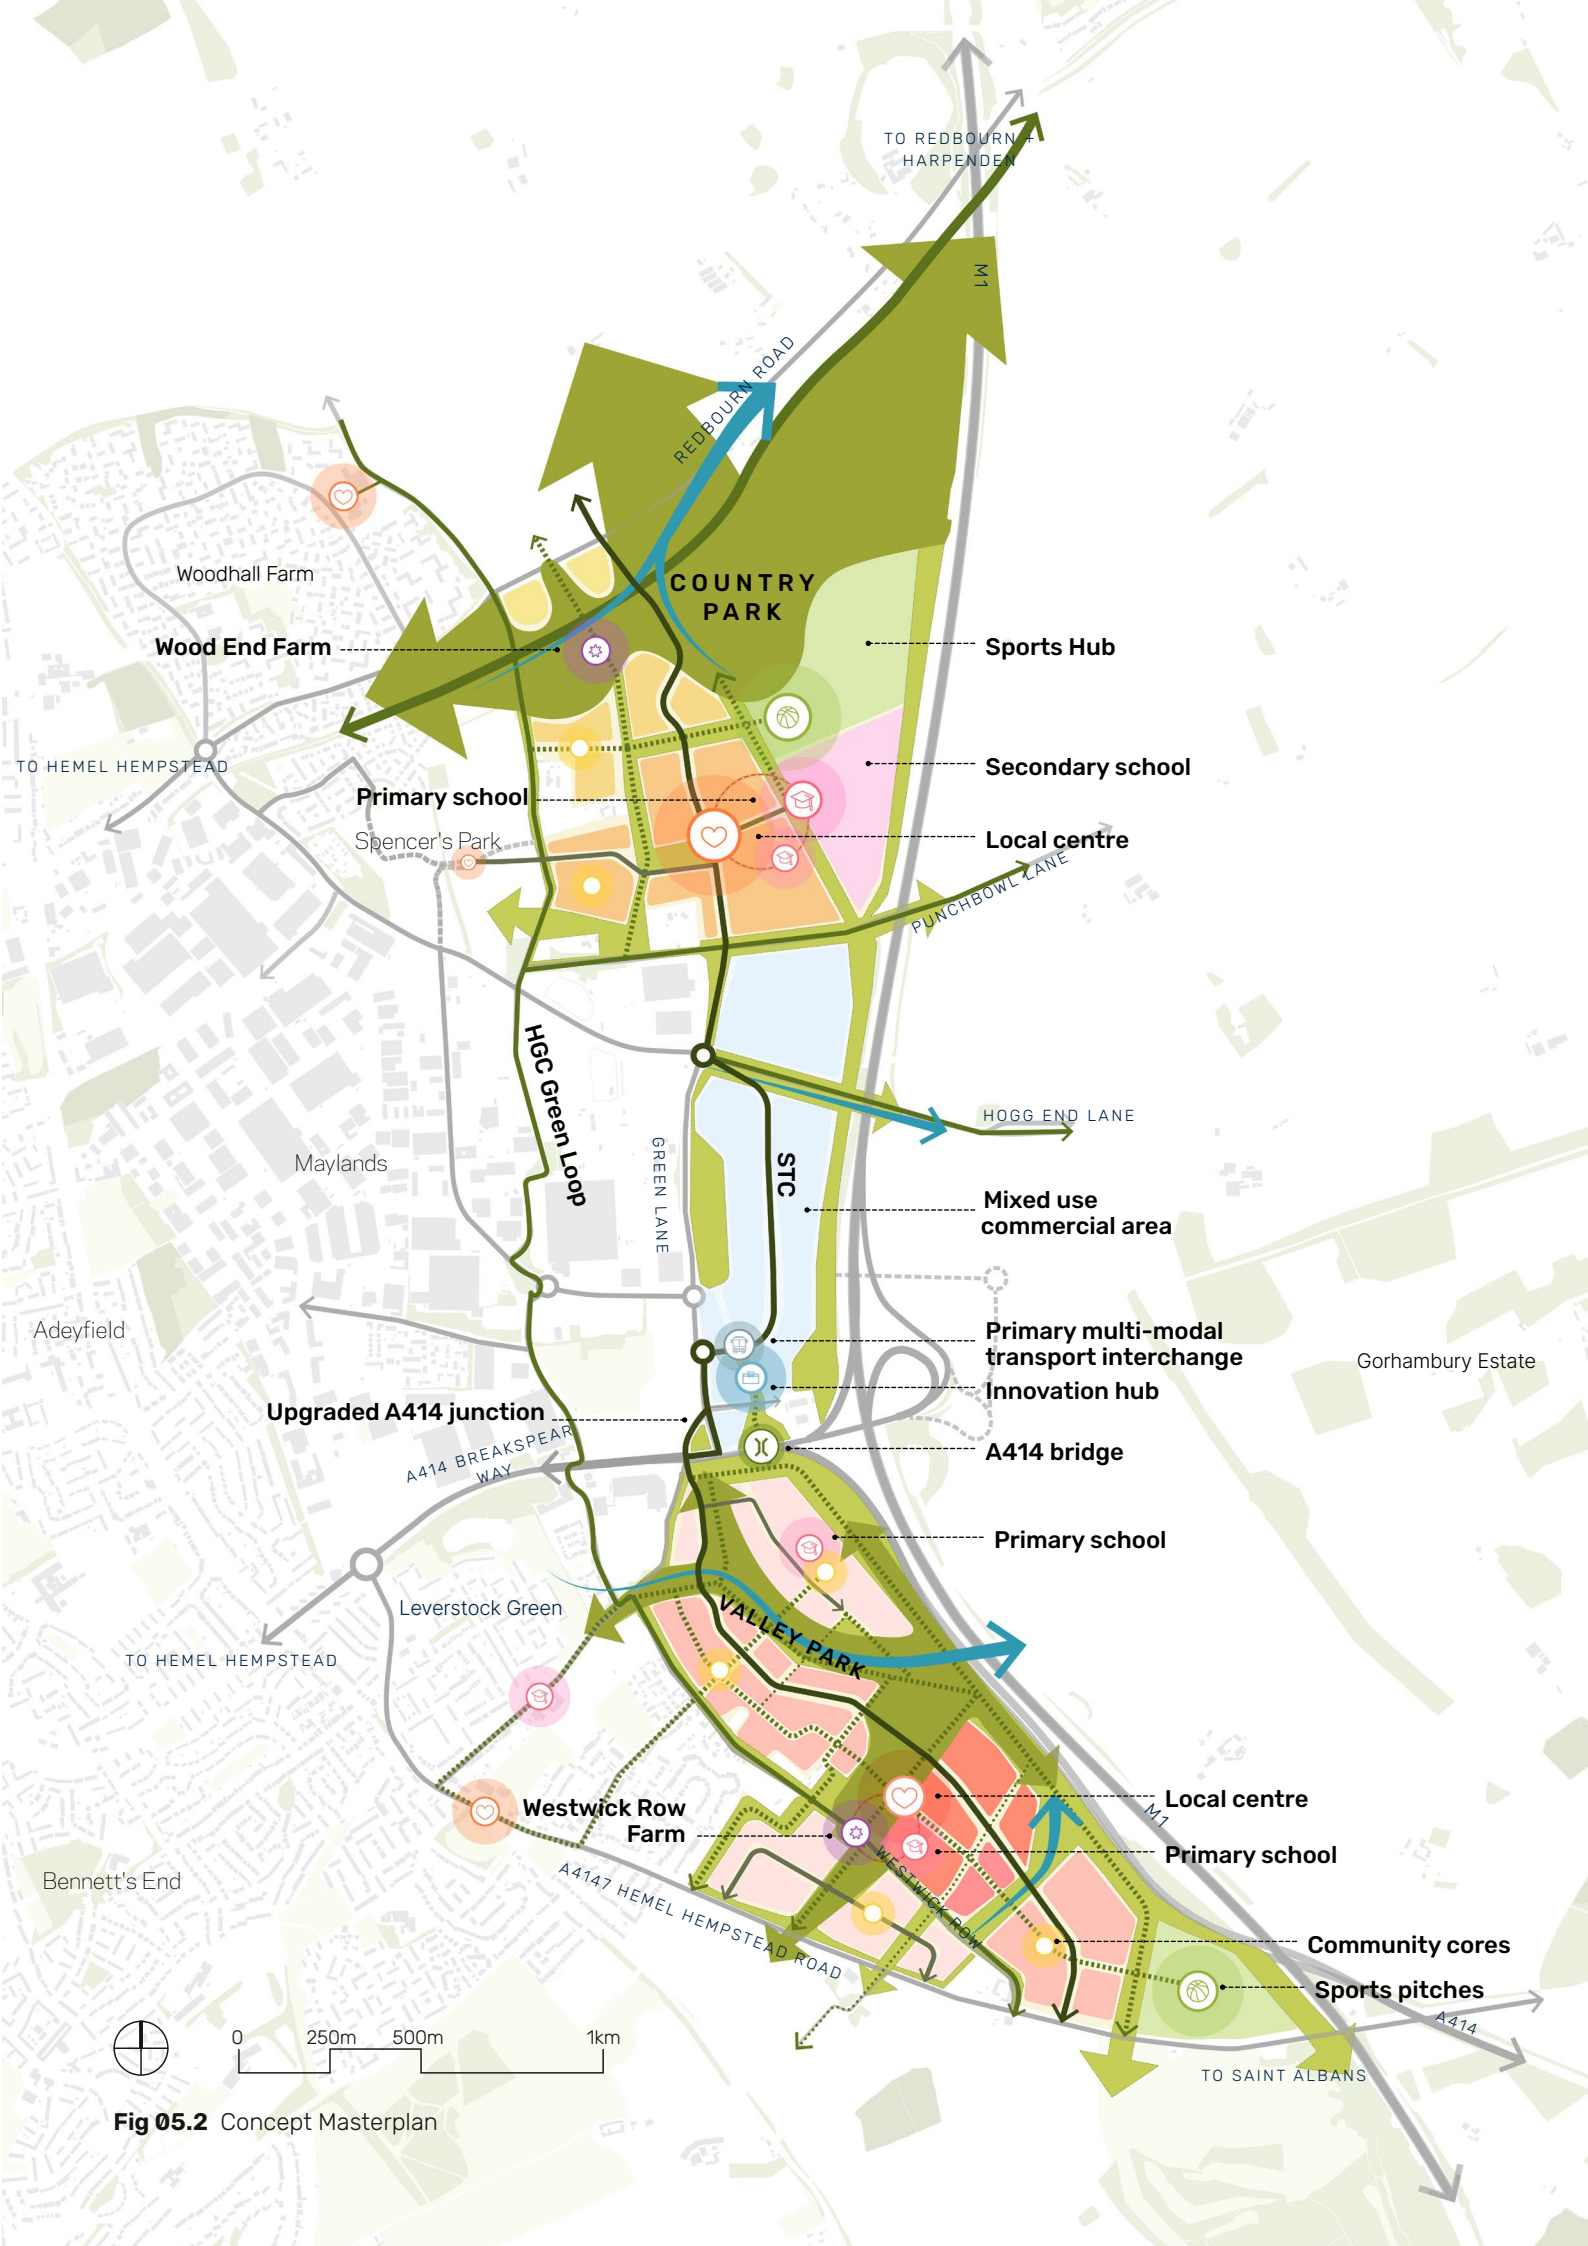 TO REDBOURN +
HARPENDEN
M1
REDBOURN ROAD
COUNTRY
PARK
Woodhall Farm
Wood End Farm
Sports Hub
TO HEMEL HEMPSTEAD
Secondary school
Primary school
Spencer's Park
Local centre
PUNCHBOWL LANE
HGC Green Loop
HOGG END LANE
Maylands
GREEN LANE
STC
Mixed use
commercial area
Adeyfield
Primary multi-modal
transport interchange
Gorhambury Estate
Innovation hub
Upgraded A414 junction
A414 BREAKSPEAR
WAY
A414 bridge
Primary school
Leverstock Green
VALLEY PARK
TO HEMEL HEMPSTEAD
Local centre
M1
Westwick Row
Farm
Primary school
WESTWICK ROW
Bennett's End
A4147 HEMEL HEMPSTEAD ROAD
Community cores
Sports pitches
A414
TO SAINT ALBANS
0 250m 500m 1km
Fig 05.2 Concept Masterplan